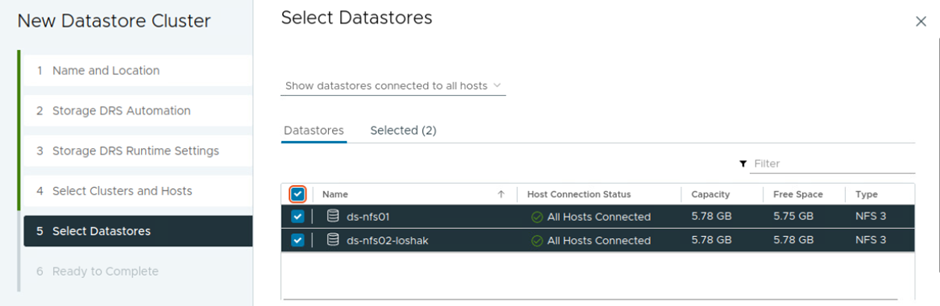 New Datastore Cluster
1 Name and Location
2 Storage DRS Automation
3 Storage DRS Runtime Settings
4 Select Clusters and Hosts
5 Select Datastores
6 Ready to Complete
Select Datastores
Show datastores connected to all hosts
Datastores Selected (2)
Filter
Name Host Connection Status Capacity Free Space Type
ds-nfs01 All Hosts Connected 5.78 GB 5.75 GB NFS 3
ds-nfs02-loshak All Hosts Connected 5.78 GB 5.78 GB NFS 3